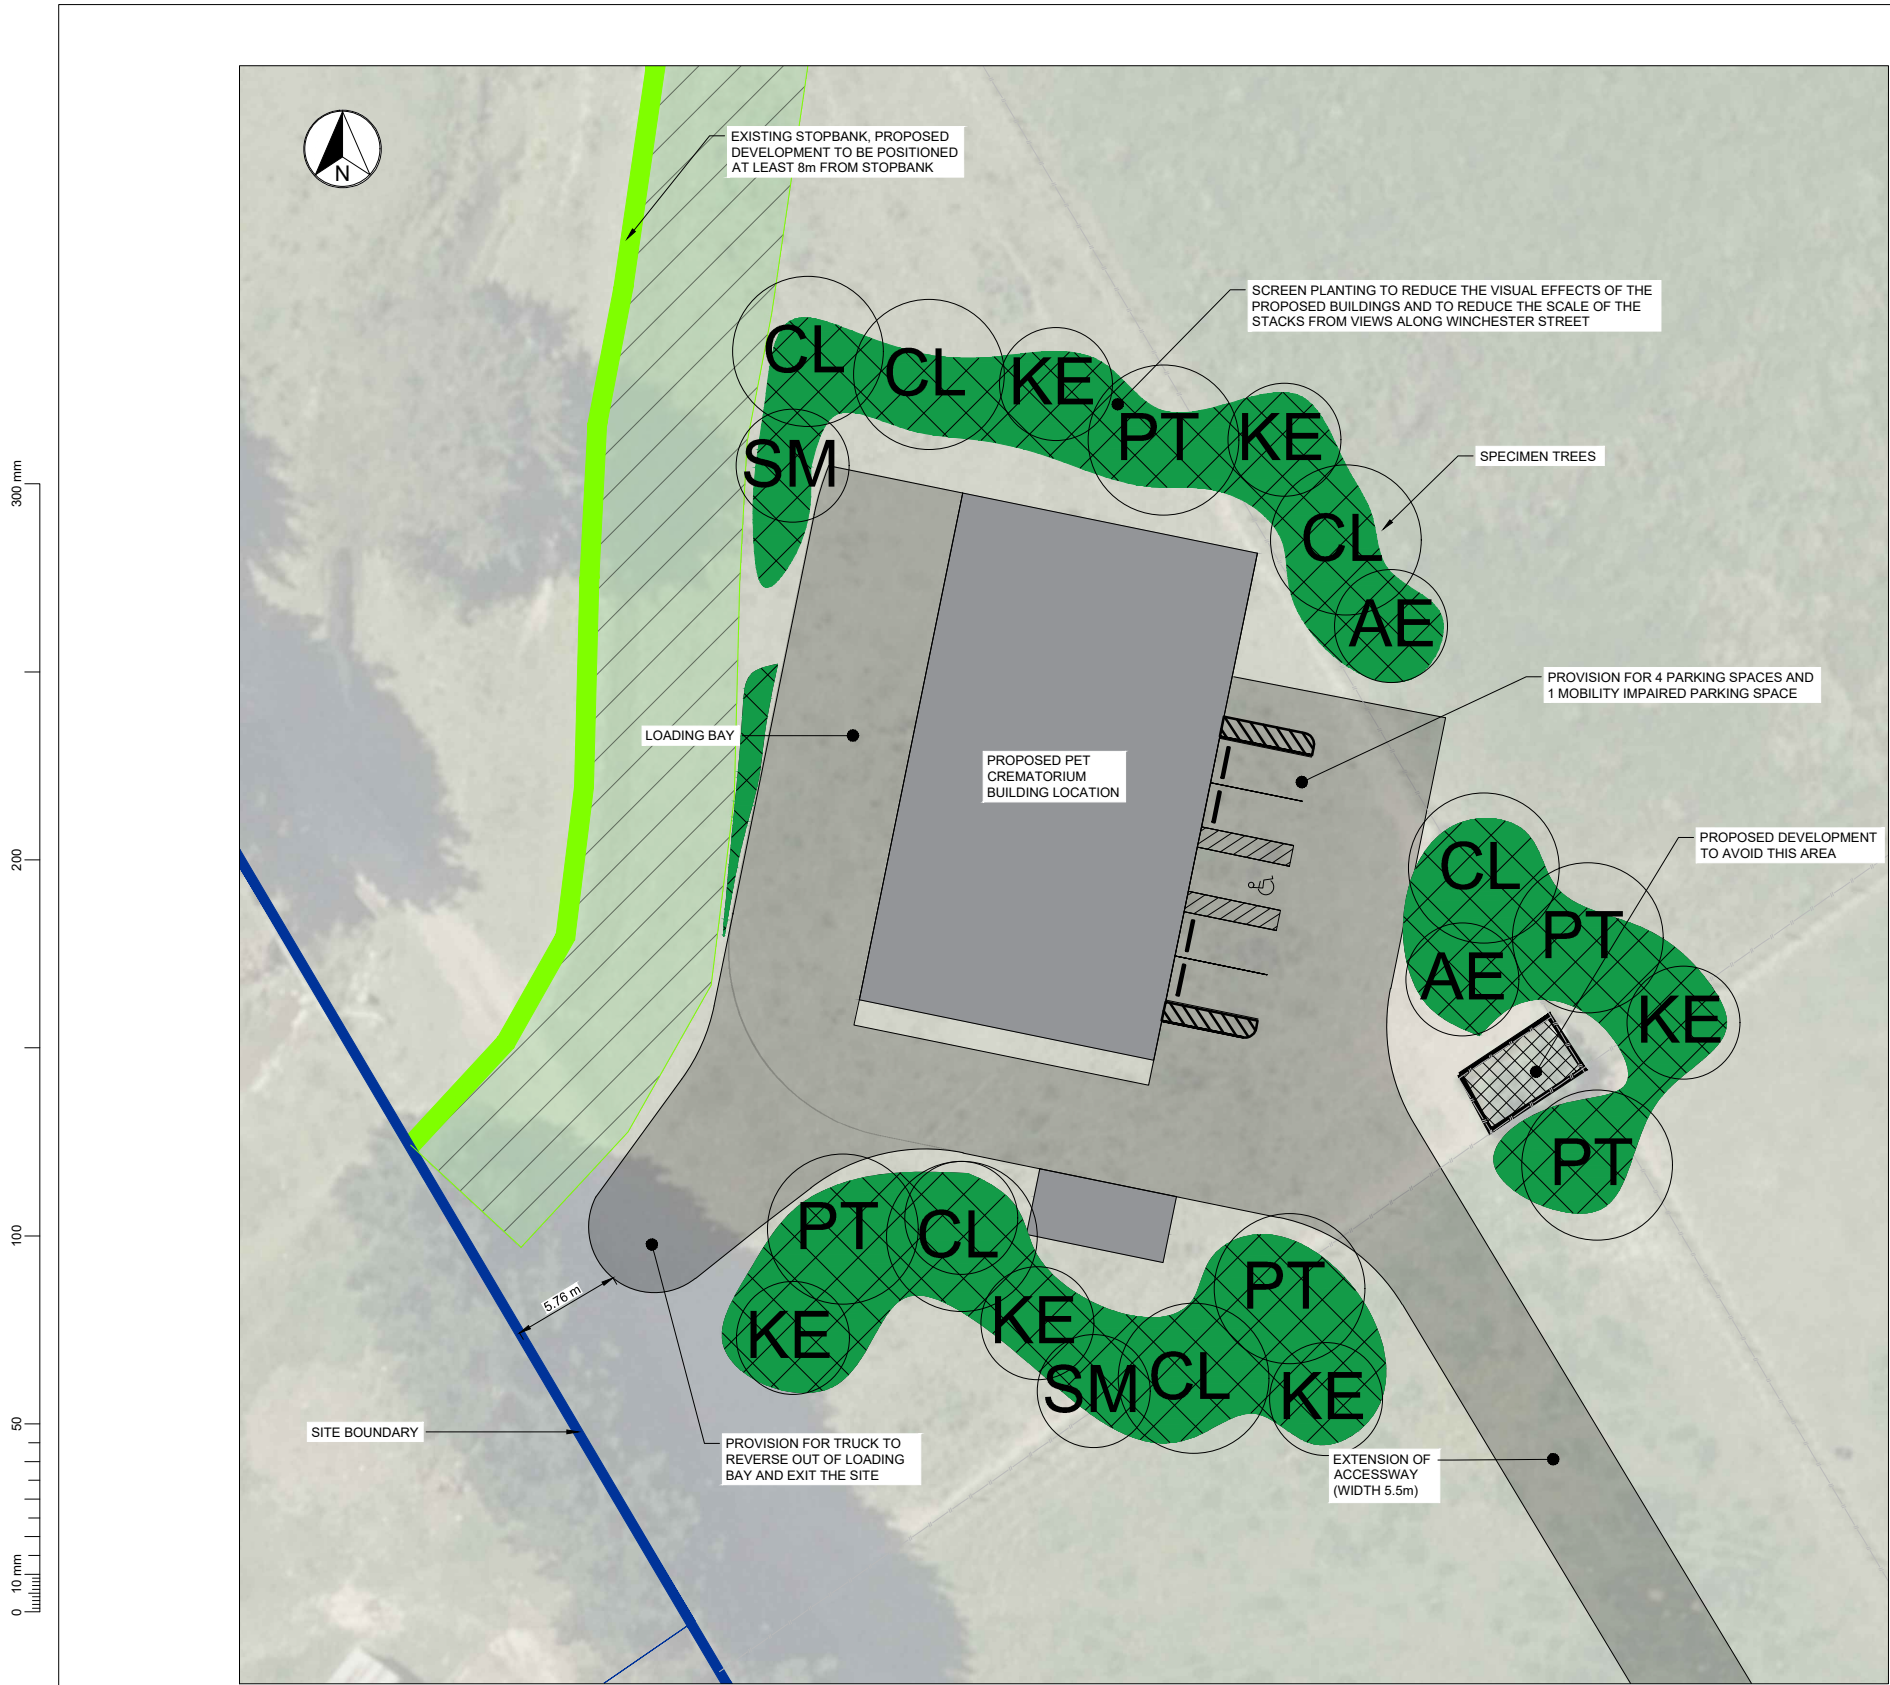 N
EXISTING STOPBANK, PROPOSED
DEVELOPMENT TO BE POSITIONED
AT LEAST 8m FROM STOPBANK
SCREEN PLANTING TO REDUCE THE VISUAL EFFECTS OF THE
PROPOSED BUILDINGS AND TO REDUCE THE SCALE OF THE
STACKS FROM VIEWS ALONG WINCHESTER STREET
CL
CL
KE
PT
KE
SM
SPECIMEN TREES
CL
AE
PROVISION FOR 4 PARKING SPACES AND
1 MOBILITY IMPAIRED PARKING SPACE
LOADING BAY
PROPOSED PET
CREMATORIUM
BUILDING LOCATION
PROPOSED DEVELOPMENT
TO AVOID THIS AREA
CL
PT
AE
KE
PT
PT
CL
PT
KE
KE
SM
CL
KE
5.76 m
SITE BOUNDARY
PROVISION FOR TRUCK TO
REVERSE OUT OF LOADING
BAY AND EXIT THE SITE
EXTENSION OF
ACCESSWAY
(WIDTH 5.5m)
300 mm
200
100
50
10 mm
0